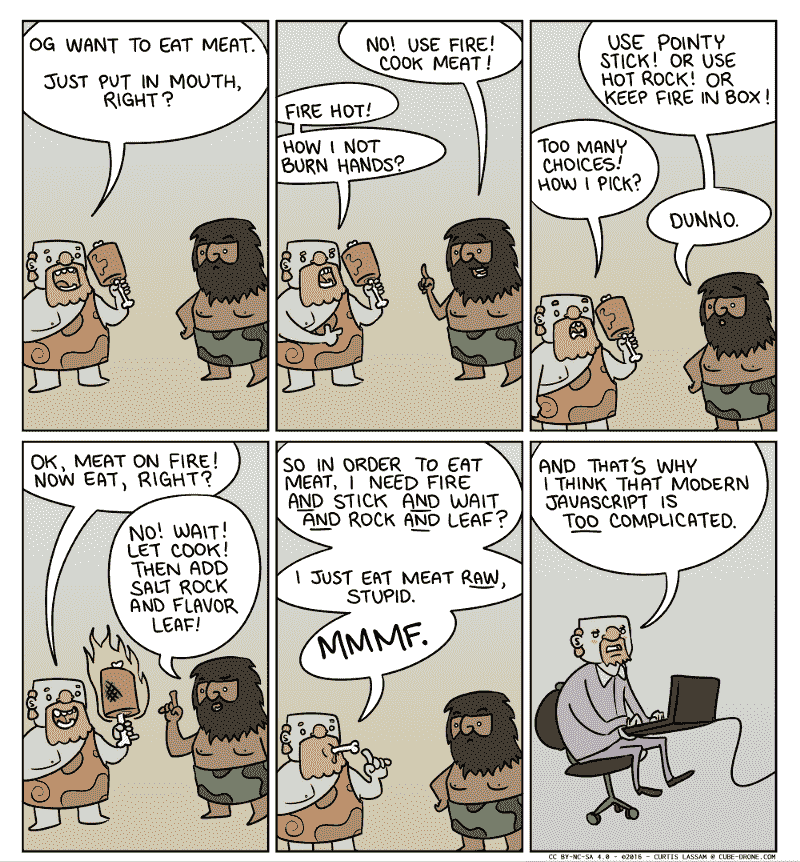 OG WANT TO EAT MEAT.
JUST PUT IN MOUTH,
RIGHT?
NO! USE FIRE!
COOK MEAT!
FIRE HOT!
HOW I NOT
BURN HANDS?
USE POINTY
STICK! OR USE
HOT ROCK! OR
KEEP FIRE IN BOX!
TOO MANY
CHOICES!
HOW I PICK?
DUNNO.
OK, MEAT ON FIRE!
NOW EAT, RIGHT?
NO! WAIT!
LET COOK!
THEN ADD
SALT ROCK
AND FLAVOR
LEAF!
SO IN ORDER TO EAT
MEAT, I NEED FIRE
AND STICK AND WAIT
AND ROCK AND LEAF?
I JUST EAT MEAT RAW,
STUPID.
MMMF.
AND THAT'S WHY
I THINK THAT MODERN
JAVASCRIPT IS
TOO COMPLICATED.
CC BY-NC-SA 4.0 - ©2016 - CURTIS LASSAM @ CUBE-DRONE.COM